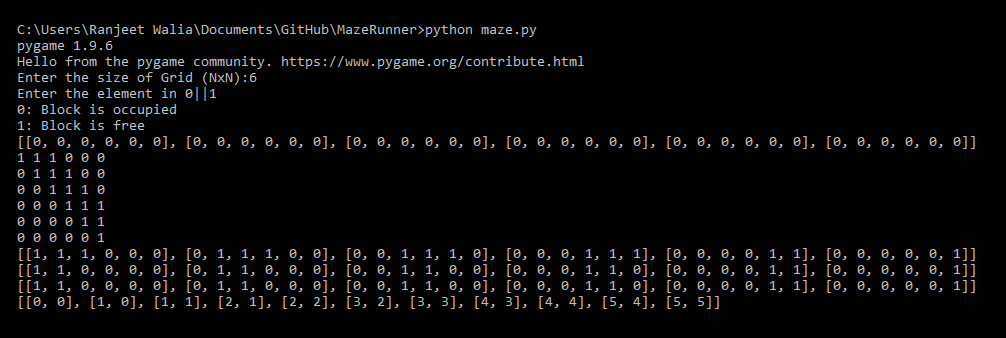 C:\Users\Ranjeet Walia\Documents\GitHub\MazeRunner>python maze.py
pygame 1.9.6
Hello from the pygame community. https://www.pygame.org/contribute.html
Enter the size of Grid (NxN):6
Enter the element in 0||1
0: Block is occupied
1: Block is free
[[0, 0, 0, 0, 0, 0], [0, 0, 0, 0, 0, 0], [0, 0, 0, 0, 0, 0], [0, 0, 0, 0, 0, 0], [0, 0, 0, 0, 0, 0], [0, 0, 0, 0, 0, 0]]
1 1 1 0 0 0
0 1 1 1 0 0
0 0 1 1 1 0
0 0 0 1 1 1
0 0 0 0 1 1
0 0 0 0 0 1
[[1, 1, 1, 0, 0, 0], [0, 1, 1, 1, 0, 0], [0, 0, 1, 1, 1, 0], [0, 0, 0, 1, 1, 1], [0, 0, 0, 0, 1, 1], [0, 0, 0, 0, 0, 1]]
[[1, 1, 0, 0, 0, 0], [0, 1, 1, 0, 0, 0], [0, 0, 1, 1, 0, 0], [0, 0, 0, 1, 1, 0], [0, 0, 0, 0, 1, 1], [0, 0, 0, 0, 0, 1]]
[[1, 1, 0, 0, 0, 0], [0, 1, 1, 0, 0, 0], [0, 0, 1, 1, 0, 0], [0, 0, 0, 1, 1, 0], [0, 0, 0, 0, 1, 1], [0, 0, 0, 0, 0, 1]]
[[0, 0], [1, 0], [1, 1], [2, 1], [2, 2], [3, 2], [3, 3], [4, 3], [4, 4], [5, 4], [5, 5]]